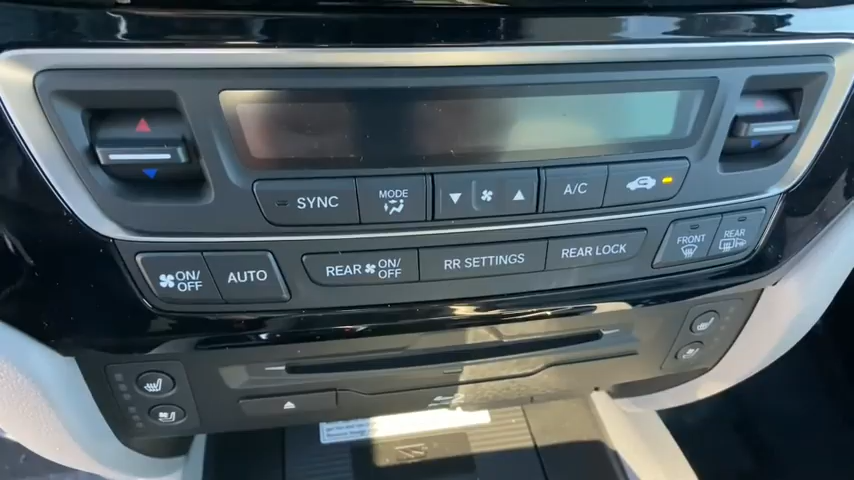 SYNC
MODE
A/C
ON/
OFF
AUTO
REAR ON/
OFF
RR SETTINGS
REAR LOCK
FRONT
REAR